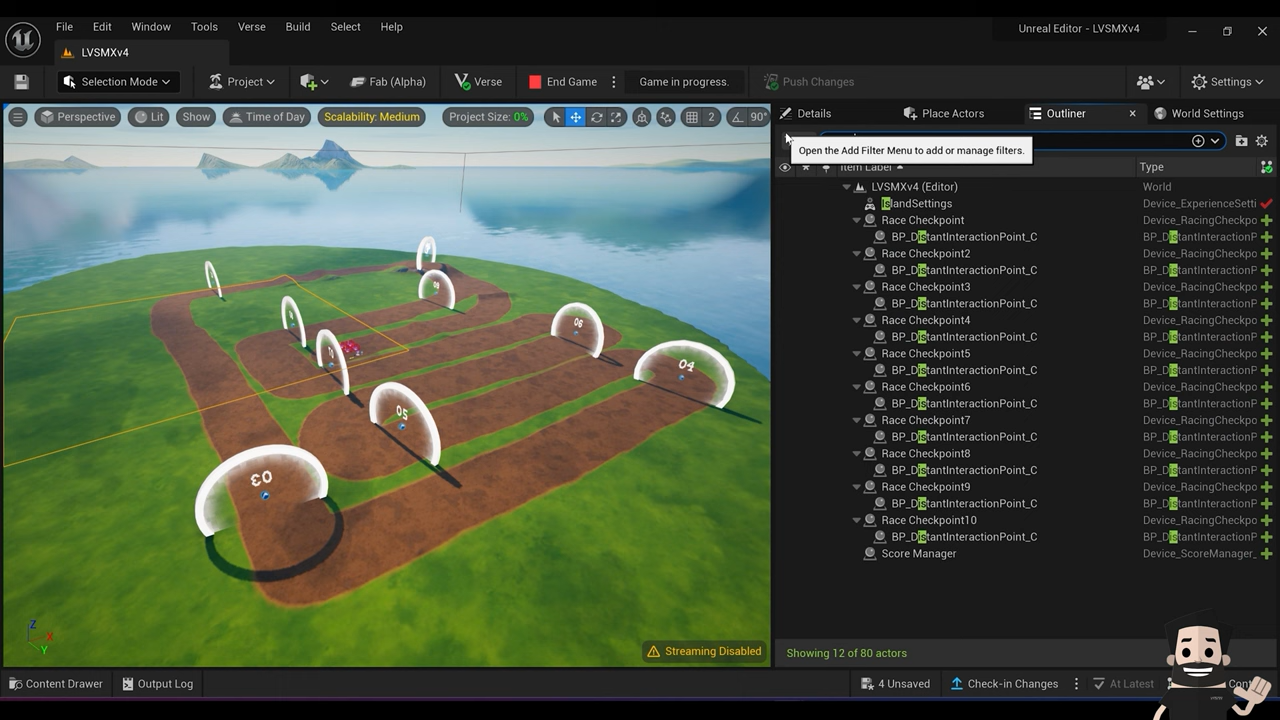 File Edit Window Tools Verse Build Select Help
Unreal Editor - LVSMXv4
LVSMXv4
Selection Mode Project Fab (Alpha) Verse End Game Game in progress. Push Changes Settings
Details Place Actors Outliner World Settings
Perspective Lit Show Time of Day Scalability: Medium Project Size: 0% 2 90°
Open the Add Filter Menu to add or manage filters.
Item Label Type
LVSMXv4 (Editor) World
IslandSettings Device_ExperienceSetti
Race Checkpoint Device_RacingCheckpo
BP_DistantInteractionPoint_C BP_DistantInteractionP
Race Checkpoint2 Device_RacingCheckpo
BP_DistantInteractionPoint_C BP_DistantInteractionP
Race Checkpoint3 Device_RacingCheckpo
BP_DistantInteractionPoint_C BP_DistantInteractionP
Race Checkpoint4 Device_RacingCheckpo
BP_DistantInteractionPoint_C BP_DistantInteractionP
Race Checkpoint5 Device_RacingCheckpo
BP_DistantInteractionPoint_C BP_DistantInteractionP
Race Checkpoint6 Device_RacingCheckpo
BP_DistantInteractionPoint_C BP_DistantInteractionP
Race Checkpoint7 Device_RacingCheckpo
BP_DistantInteractionPoint_C BP_DistantInteractionP
Race Checkpoint8 Device_RacingCheckpo
BP_DistantInteractionPoint_C BP_DistantInteractionP
Race Checkpoint9 Device_RacingCheckpo
BP_DistantInteractionPoint_C BP_DistantInteractionP
Race Checkpoint10 Device_RacingCheckpo
BP_DistantInteractionPoint_C BP_DistantInteractionP
Score Manager Device_ScoreManager_
06
04
05
03
Z
X
Y
Streaming Disabled
Showing 12 of 80 actors
Content Drawer Output Log 4 Unsaved Check-in Changes At Latest